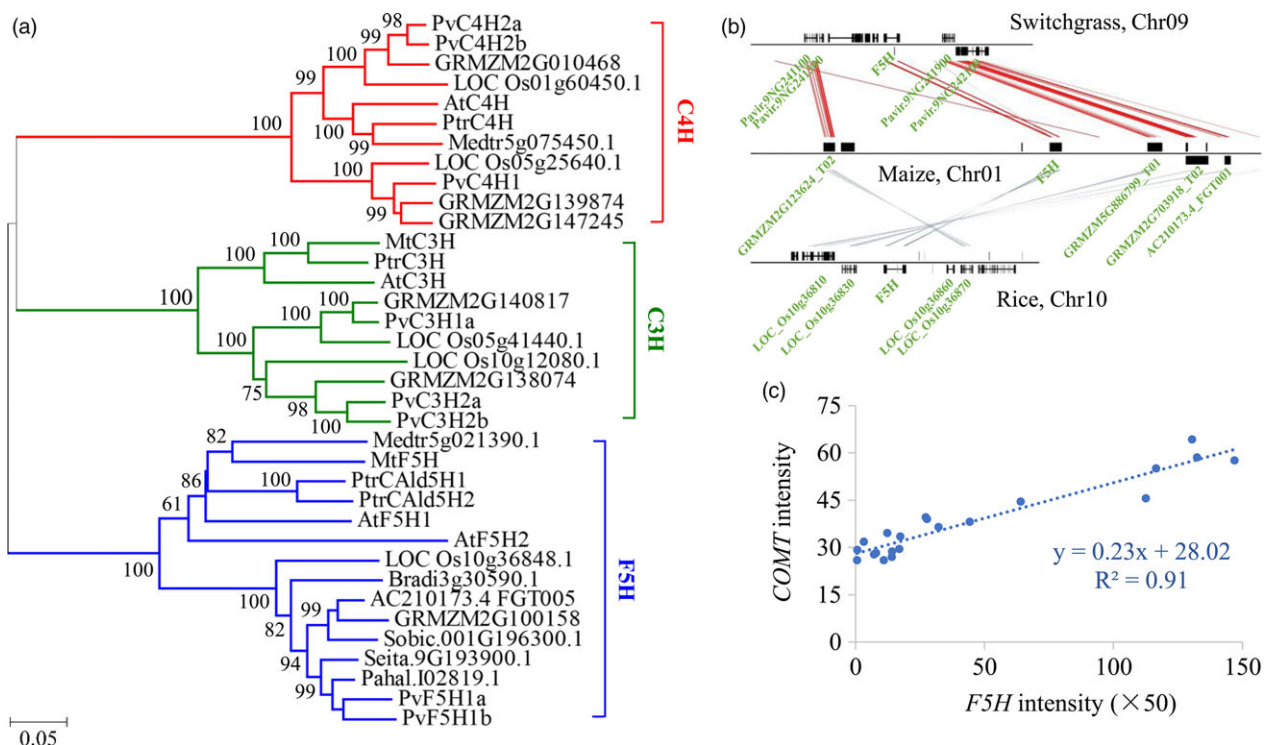 (a)
98
PvC4H2a
99
PvC4H2b
100
GRMZM2G010468
99
LOC Os01g60450.1
AtC4H
100
PtrC4H
100
99
Medtr5g075450.1
LOC Os05g25640.1
100
PvC4H1
GRMZM2G139874
99
GRMZM2G147245
C4H
100
MtC3H
100
PtrC3H
AtC3H
100
100
GRMZM2G140817
100
PvC3H1a
100
LOC Os05g41440.1
LOC Os10g12080.1
75
GRMZM2G138074
98
PvC3H2a
100
PvC3H2b
C3H
82
Medtr5g021390.1
MtF5H
86
100
PtrCAld5H1
PtrCAld5H2
61
AtF5H1
AtF5H2
100
LOC Os10g36848.1
100
Bradi3g30590.1
99
AC210173.4 FGT005
82
GRMZM2G100158
Sobic.001G196300.1
94
Seita.9G193900.1
99
Pahal.I02819.1
PvF5H1a
PvF5H1b
F5H
0.05
(b)
Switchgrass, Chr09
F5H
Maize, Chr01
GRMZM2G123624_T02
F5H
GRMZM5G886799_T01
GRMZM2G703918_T02
AC210173.4_FGT001
LOC_Os10g36810
LOC_Os10g36830
F5H
LOC_Os10g36860
LOC_Os10g36870
Rice, Chr10
(c)
75
60
45
30
15
0
COMT intensity
y = 0.23x + 28.02
R² = 0.91
0 50 100 150
F5H intensity (×50)